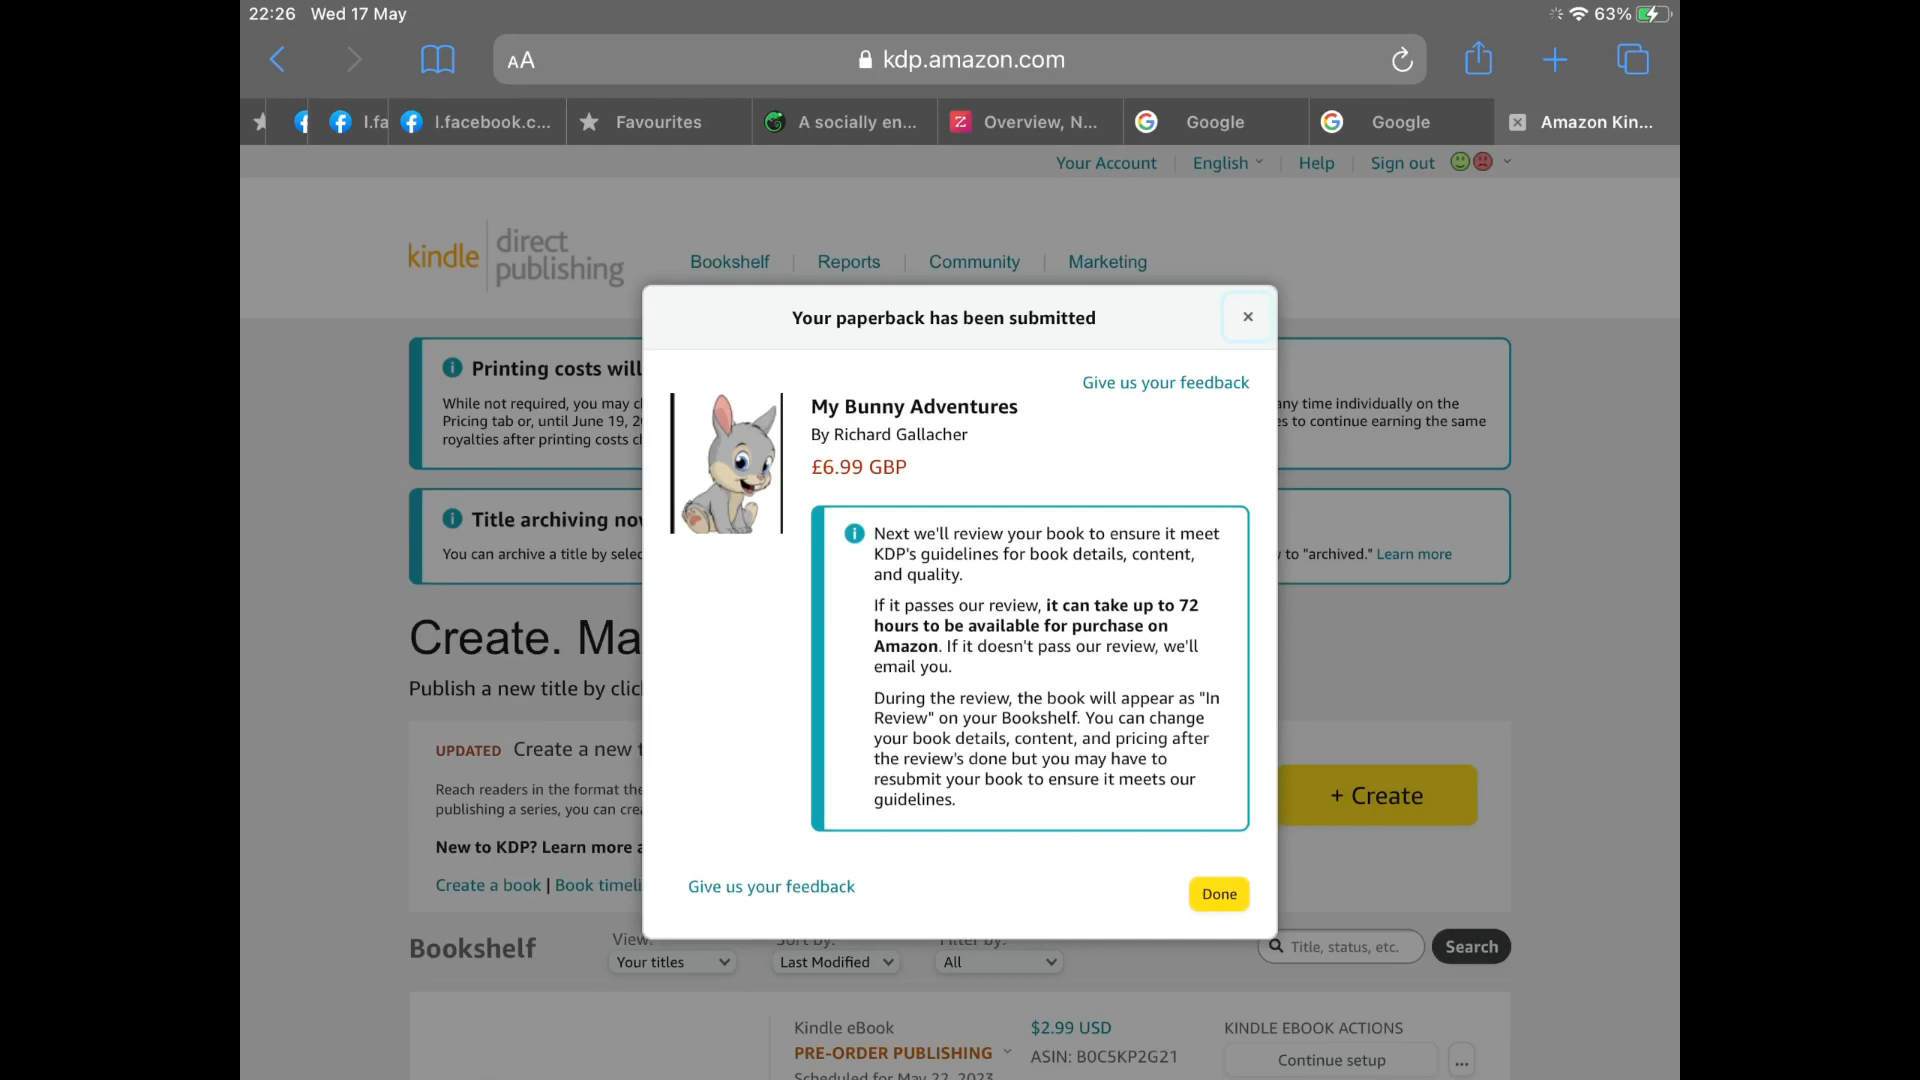 22:26 Wed 17 May
63%
AA
kdp.amazon.com
l.fa
l.facebook.c...
Favourites
A socially en...
Overview, N...
Google
Google
Amazon Kin...
Your Account
English
Help
Sign out
kindle direct publishing
Bookshelf
Reports
Community
Marketing
Your paperback has been submitted
Printing costs will
While not required, you may
any time individually on the
Pricing tab or, until June 19, 2
es to continue earning the same
royalties after printing costs
Give us your feedback
My Bunny Adventures
By Richard Gallacher
£6.99 GBP
Next we'll review your book to ensure it meet
KDP's guidelines for book details, content,
and quality.
If it passes our review, it can take up to 72
hours to be available for purchase on
Amazon. If it doesn't pass our review, we'll
email you.
During the review, the book will appear as "In
Review" on your Bookshelf. You can change
your book details, content, and pricing after
the review's done but you may have to
resubmit your book to ensure it meets our
guidelines.
Give us your feedback
Done
Title archiving
You can archive a title by
to "archived." Learn more
Create. Ma
Publish a new title by
UPDATED Create a new
Reach readers in the format
publishing a series, you can
New to KDP? Learn more
Create a book | Book
+ Create
Bookshelf
View:
Your titles
Sort by:
Last Modified
Filter by:
All
Title, status, etc.
Search
Kindle eBook
PRE-ORDER PUBLISHING
Scheduled for May 22, 2023
$2.99 USD
ASIN: B0C5KP2G21
KINDLE EBOOK ACTIONS
Continue setup
...